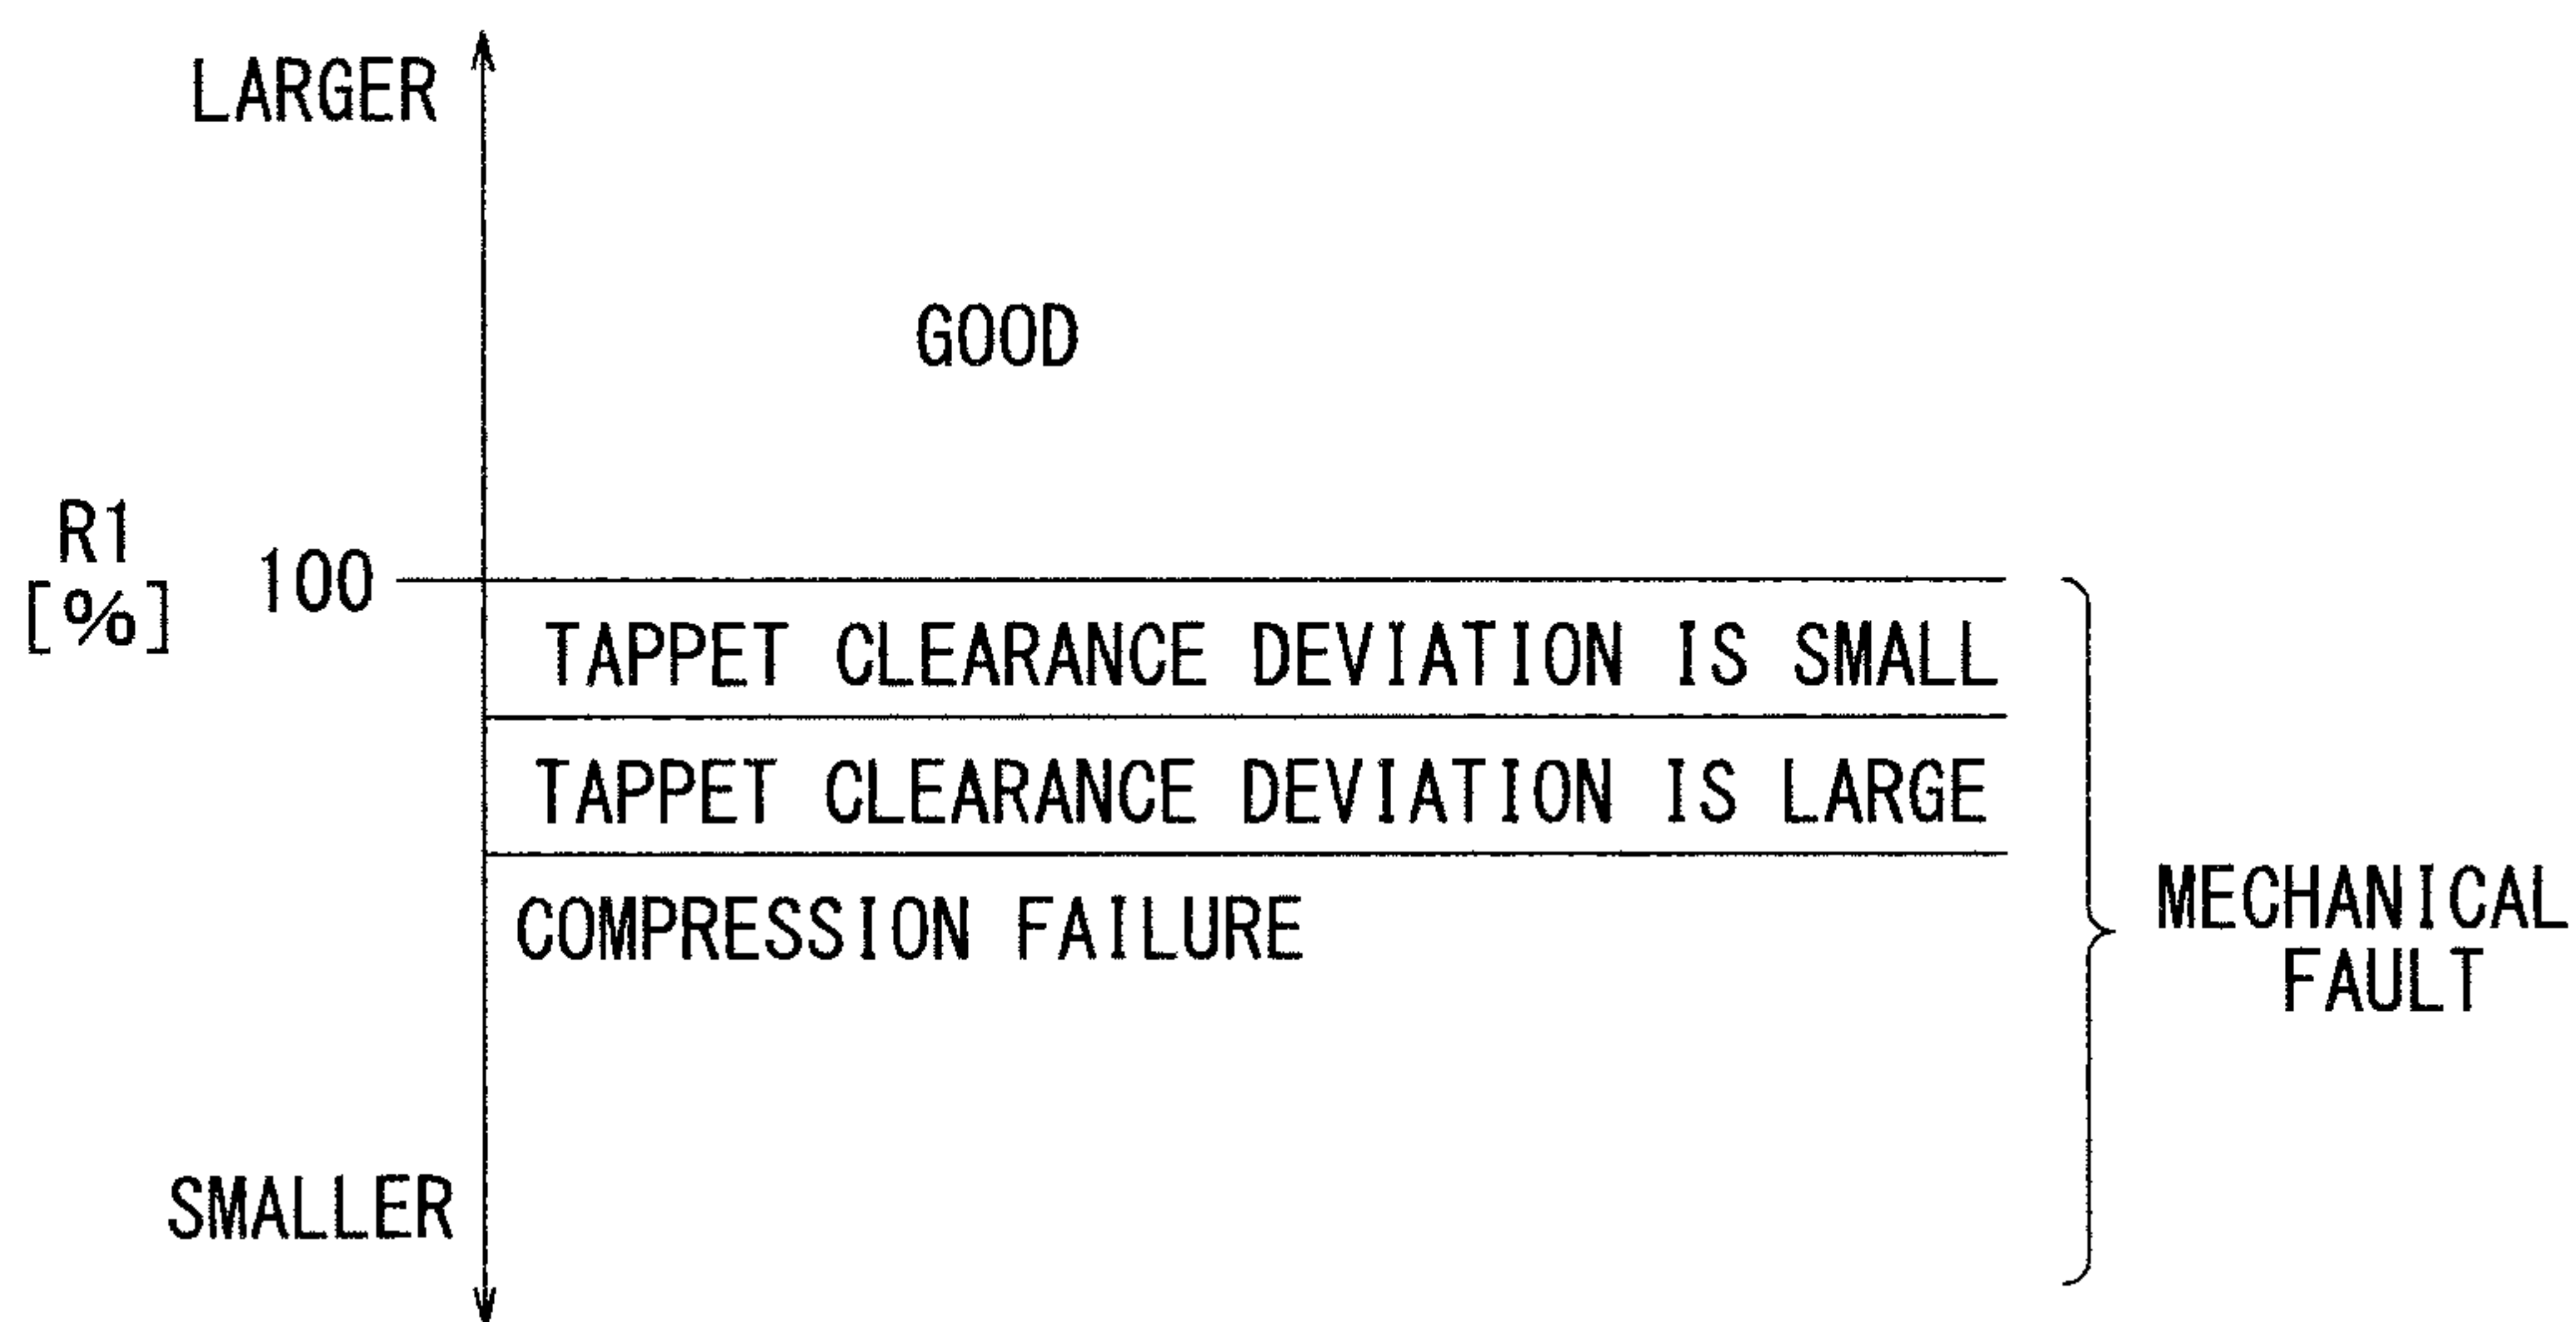 LARGER
GOOD
R1
[%]
100
TAPPET CLEARANCE DEVIATION IS SMALL
TAPPET CLEARANCE DEVIATION IS LARGE
COMPRESSION FAILURE
MECHANICAL
FAULT
SMALLER